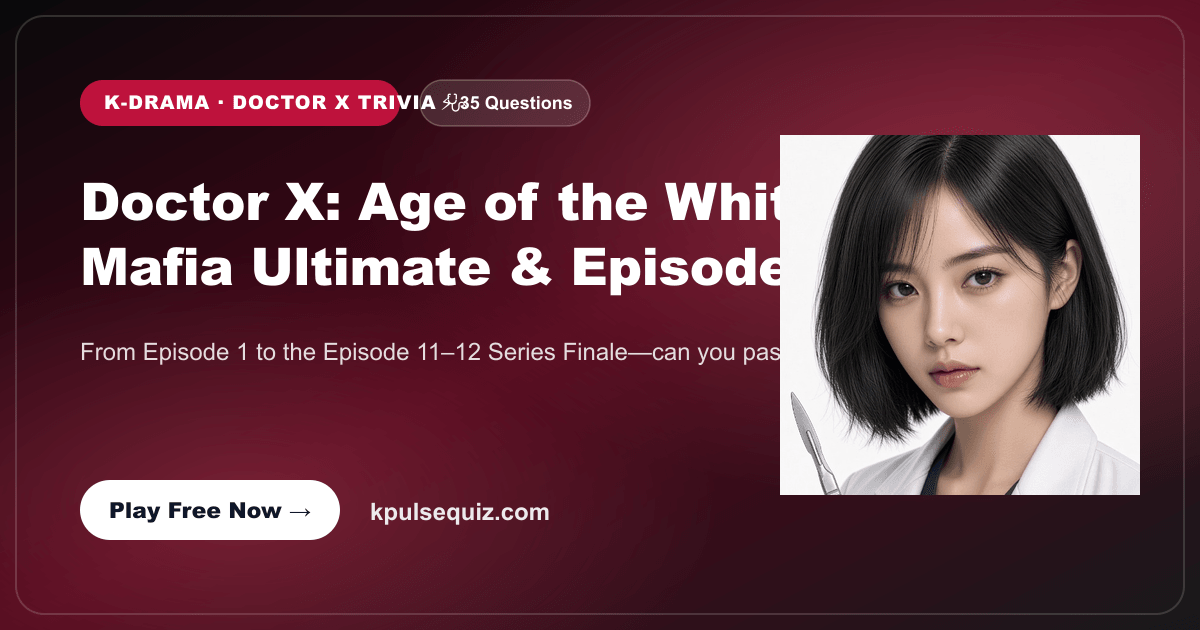 K-DRAMA · DOCTOR X TRIVIA 🩺 35 Questions
Doctor X: Age of the Whit
Mafia Ultimate & Episode
From Episode 1 to the Episode 11–12 Series Finale—can you pas
Play Free Now →
kpulsequiz.com